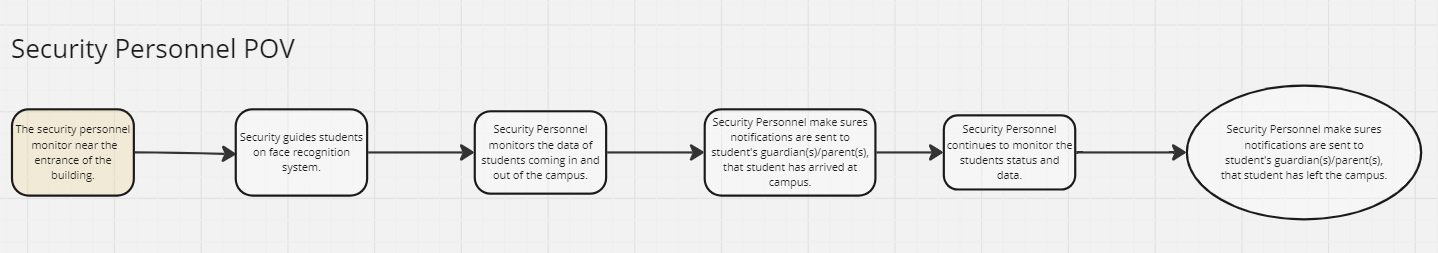 Security Personnel POV
The security personnel
monitor near the
entrance of the
building.
Security guides students
on face recognition
system.
Security Personnel
monitors the data of
students coming in and
out of the campus.
Security Personnel make sures
notifications are sent to
student's guardian(s)/parent(s),
that student has arrived at
campus.
Security Personnel
continues to monitor the
students status and
data.
Security Personnel make sures
notifications are sent to
student's guardian(s)/parent(s),
that student has left the campus.